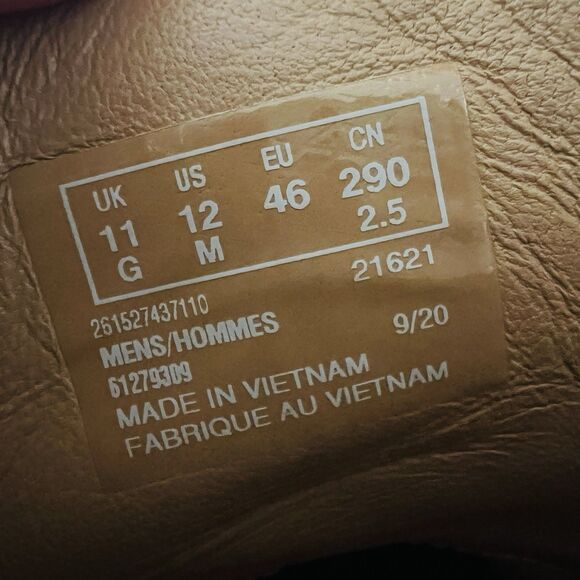 UK US EU CN
11 12 46 290
G M 2.5
261527437110 21621
MENS/HOMMES 9/20
61279309
MADE IN VIETNAM
FABRIQUE AU VIETNAM